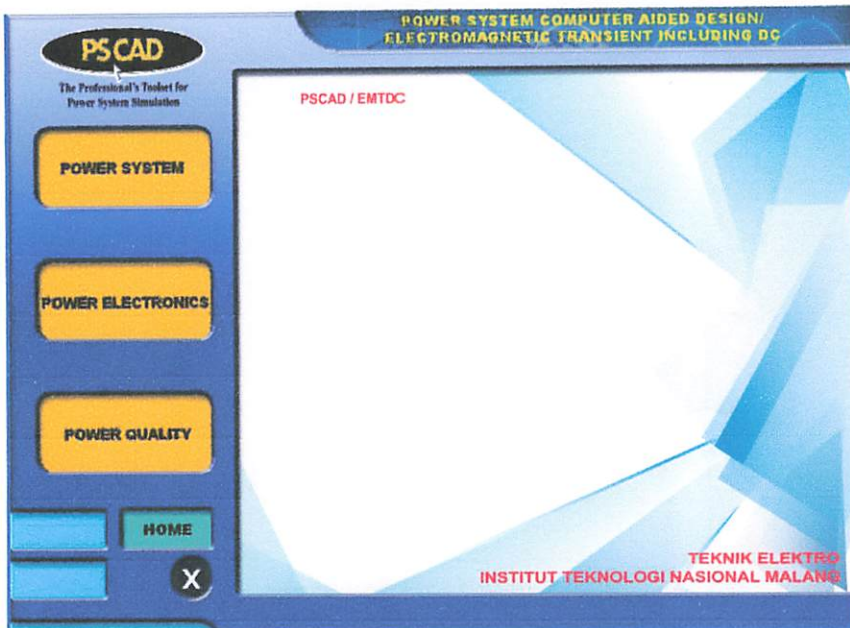 POWER SYSTEM COMPUTER AIDED DESIGN/
ELECTROMAGNETIC TRANSIENT INCLUDING DC
PSCAD
The Professional's Toolset for
Power System Simulation
PSCAD / EMTDC
POWER SYSTEM
POWER ELECTRONICS
POWER QUALITY
HOME
X
TEKNIK ELEKTRO
INSTITUT TEKNOLOGI NASIONAL MALANG